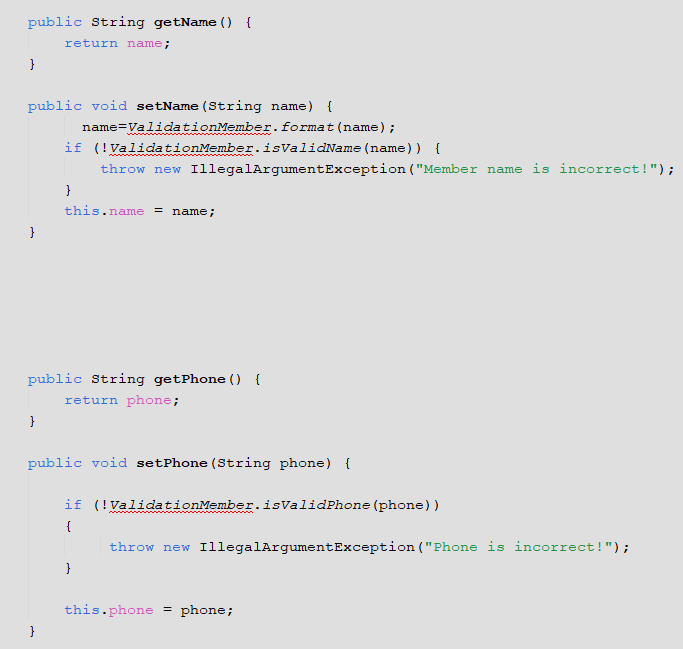 public String getName() {
    return name;
}
public void setName(String name) {
      name=ValidationMember.format(name);
    if (!ValidationMember.isValidName(name)) {
        throw new IllegalArgumentException("Member name is incorrect!");
    }
    this.name = name;
}
public String getPhone() {
    return phone;
}
public void setPhone(String phone) {
    if (!ValidationMember.isValidPhone(phone))
    {
         throw new IllegalArgumentException("Phone is incorrect!");
    }
    this.phone = phone;
}